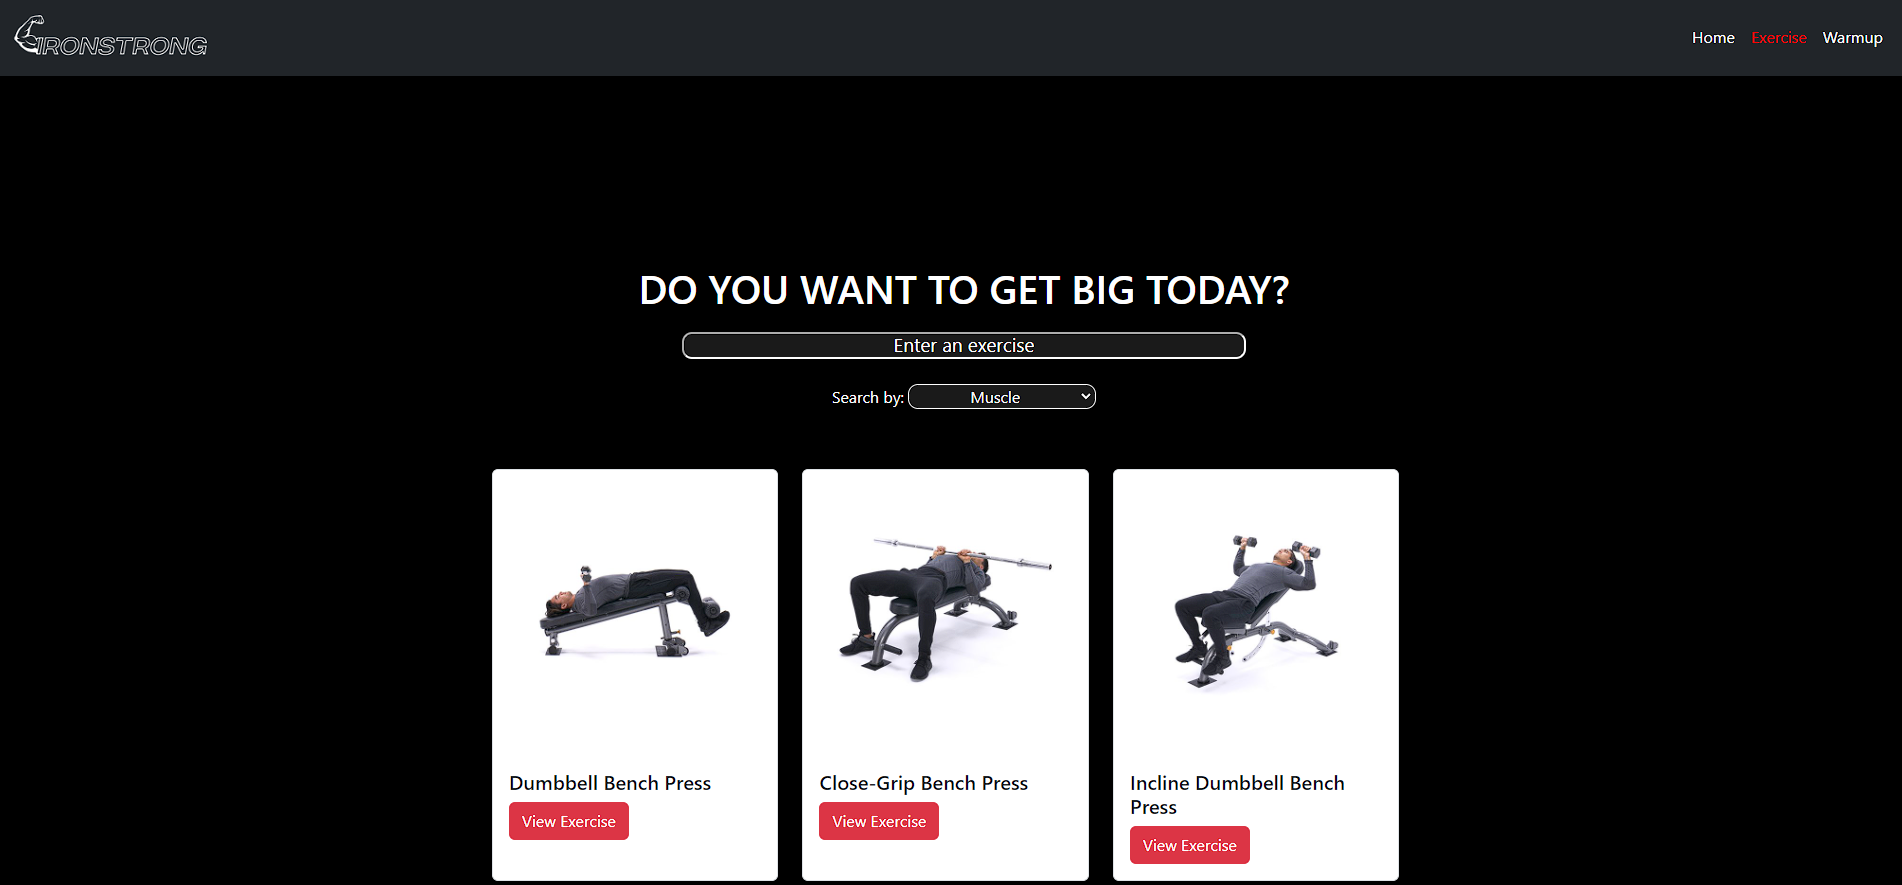 IRONSTRONG
Home Exercise Warmup
DO YOU WANT TO GET BIG TODAY?
Enter an exercise
Search by: Muscle
Dumbbell Bench Press
View Exercise
Close-Grip Bench Press
View Exercise
Incline Dumbbell Bench
Press
View Exercise